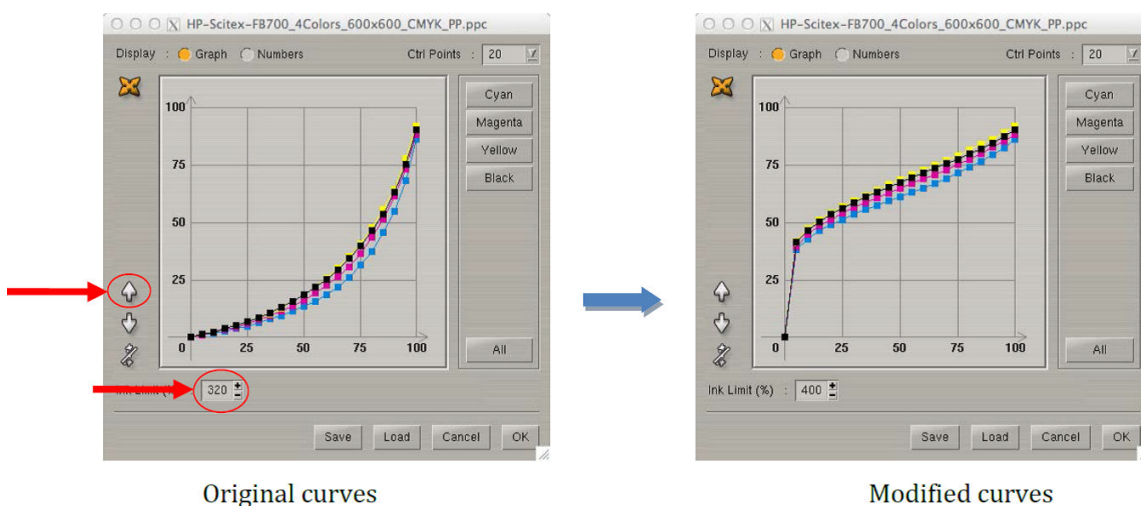 HP-Scitex-FB700_4Colors_600x600_CMYK_PP.ppc
Display : Graph Numbers Ctrl Points : 20
Cyan
Magenta
Yellow
Black
All
100
75
50
25
0 25 50 75 100
Ink Limit (% : 320
Save Load Cancel OK
Original curves
HP-Scitex-FB700_4Colors_600x600_CMYK_PP.ppc
Display : Graph Numbers Ctrl Points : 20
Cyan
Magenta
Yellow
Black
All
100
75
50
25
0 25 50 75 100
Ink Limit (%) : 400
Save Load Cancel OK
Modified curves